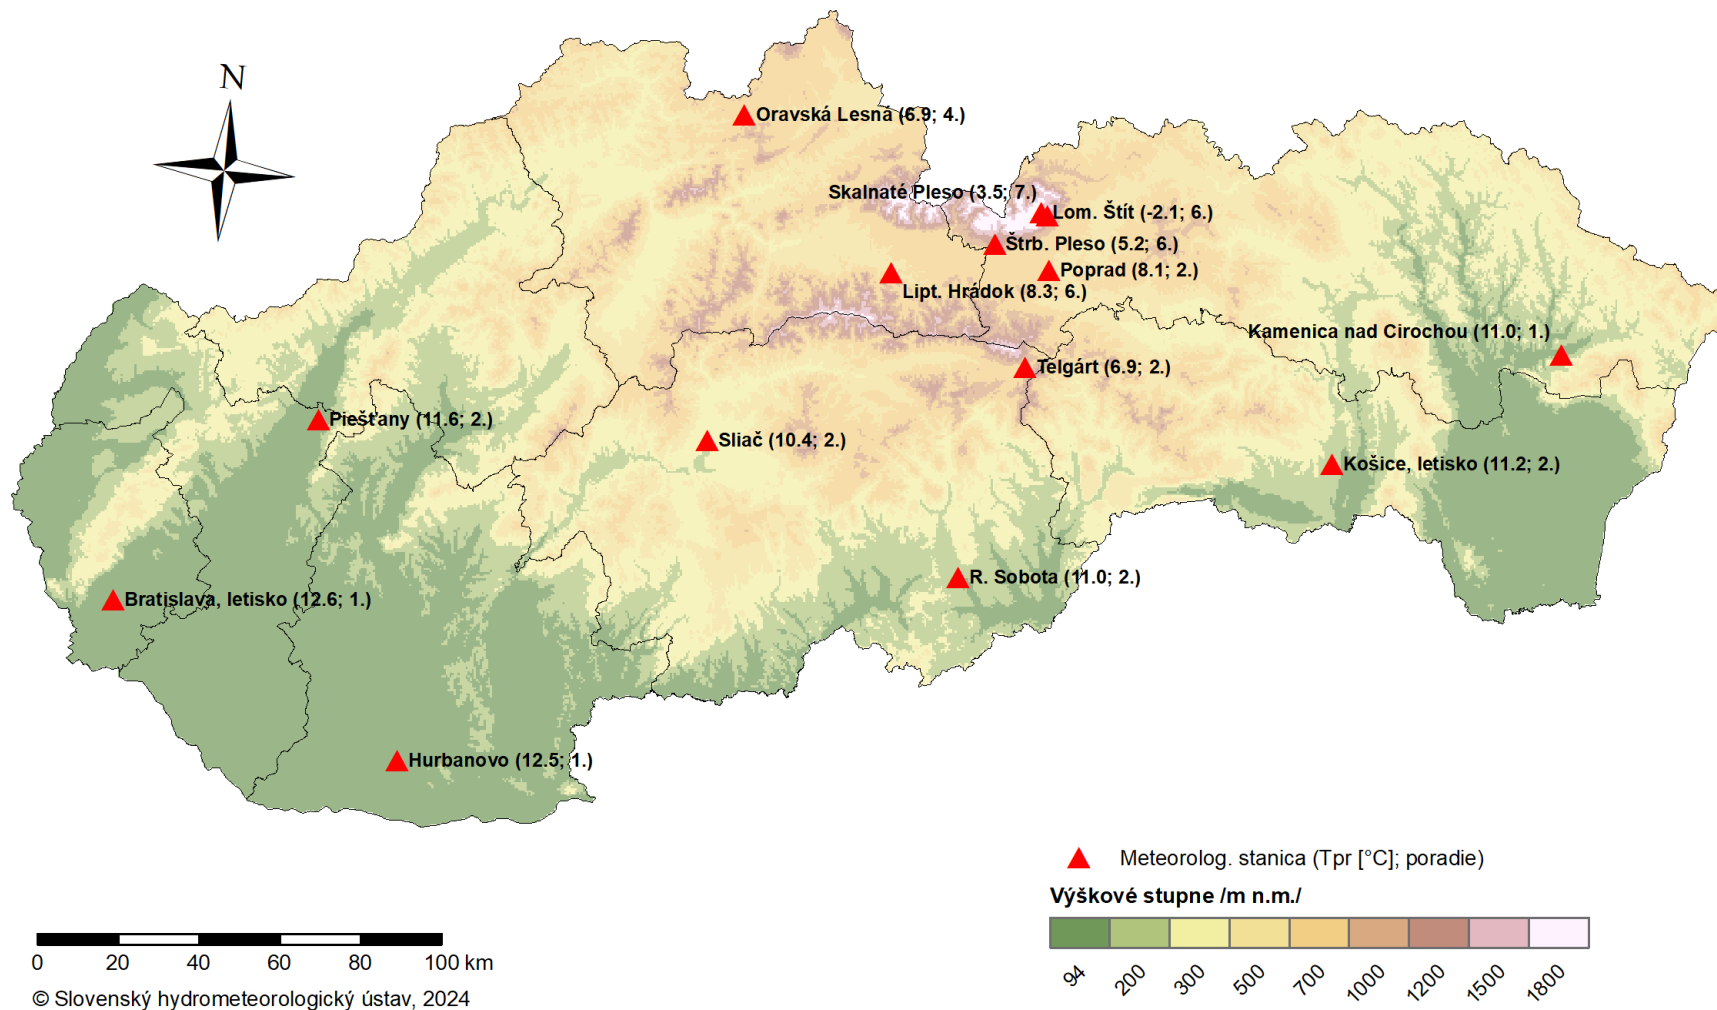 N
Oravská Lesná (6.9; 4.)
Skalnaté Pleso (3.5; 7.)
Lom. Štít (-2.1; 6.)
Štrb. Pleso (5.2; 6.)
Poprad (8.1; 2.)
Lipt. Hrádok (8.3; 6.)
Kamenica nad Cirochou (11.0; 1.)
Telgárt (6.9; 2.)
Piešťany (11.6; 2.)
Sliač (10.4; 2.)
Košice, letisko (11.2; 2.)
R. Sobota (11.0; 2.)
Bratislava, letisko (12.6; 1.)
Hurbanovo (12.5; 1.)
Meteorolog. stanica (Tpr [°C]; poradie)
Výškové stupne /m n.m./
94 200 300 500 700 1000 1200 1500 1800
0 20 40 60 80 100 km
© Slovenský hydrometeorologický ústav, 2024